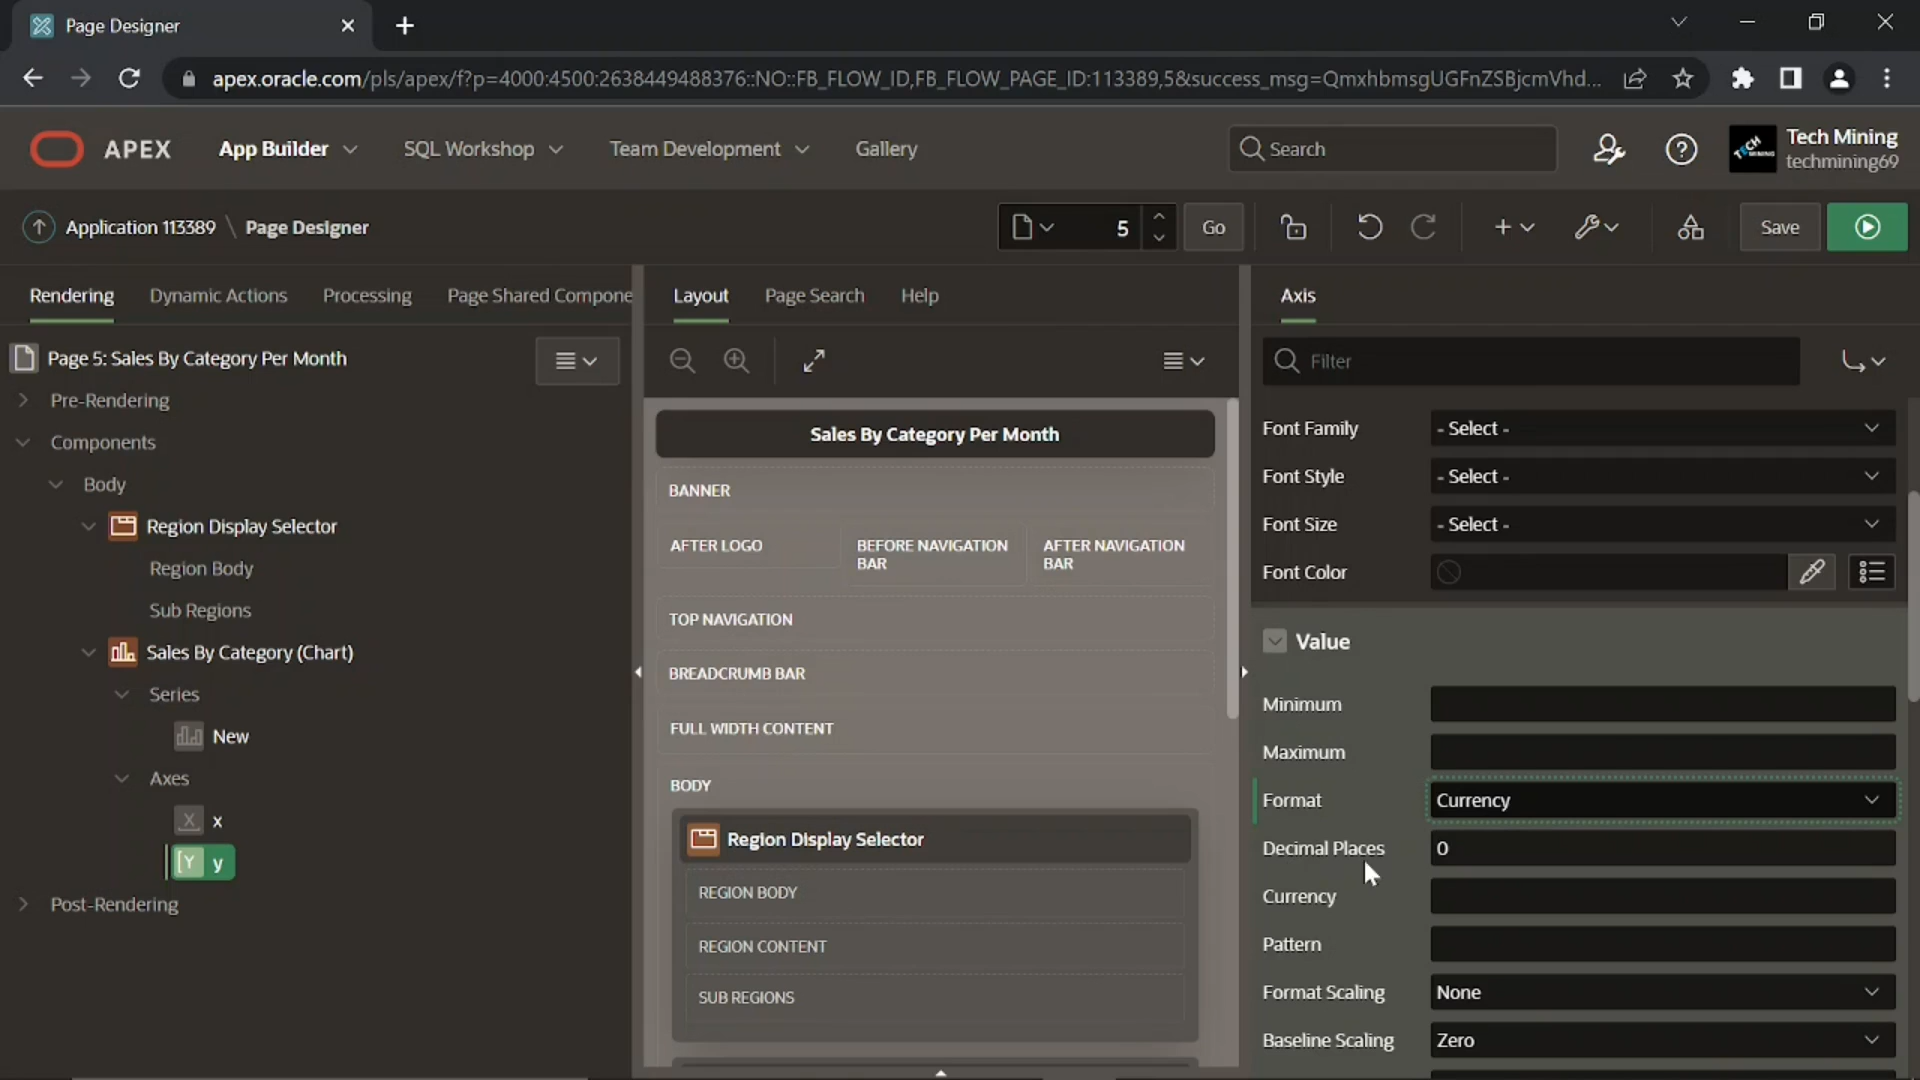 Page Designer
apex.oracle.com/pls/apex/f?p=4000:4500:2638449488376::NO::FB_FLOW_ID,FB_FLOW_PAGE_ID:113389,5&success_msg=QmxhbmsgUGFnZSBjcmVhd...
APEX App Builder SQL Workshop Team Development Gallery Search Tech Mining
techmining69
Application 113389 \ Page Designer 5 Go Save
Rendering Dynamic Actions Processing Page Shared Compone
Page 5: Sales By Category Per Month
Pre-Rendering
Components
Body
Region Display Selector
Region Body
Sub Regions
Sales By Category (Chart)
Series
New
Axes
X x
[Y y
Post-Rendering
Layout Page Search Help
Sales By Category Per Month
BANNER
AFTER LOGO
BEFORE NAVIGATION
BAR
AFTER NAVIGATION
BAR
TOP NAVIGATION
BREADCRUMB BAR
FULL WIDTH CONTENT
BODY
Region Display Selector
REGION BODY
REGION CONTENT
SUB REGIONS
Axis
Filter
Font Family - Select -
Font Style - Select -
Font Size - Select -
Font Color
Value
Minimum
Maximum
Format Currency
Decimal Places 0
Currency
Pattern
Format Scaling None
Baseline Scaling Zero